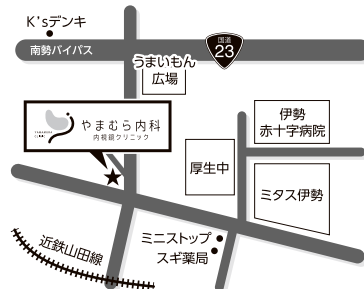 K'sデンキ
国道
23
南勢バイパス
うまいもん
広場
やまむら内科
内視鏡クリニック
伊勢
赤十字病院
厚生中
ミタス伊勢
近鉄山田線
ミニストップ
スギ薬局